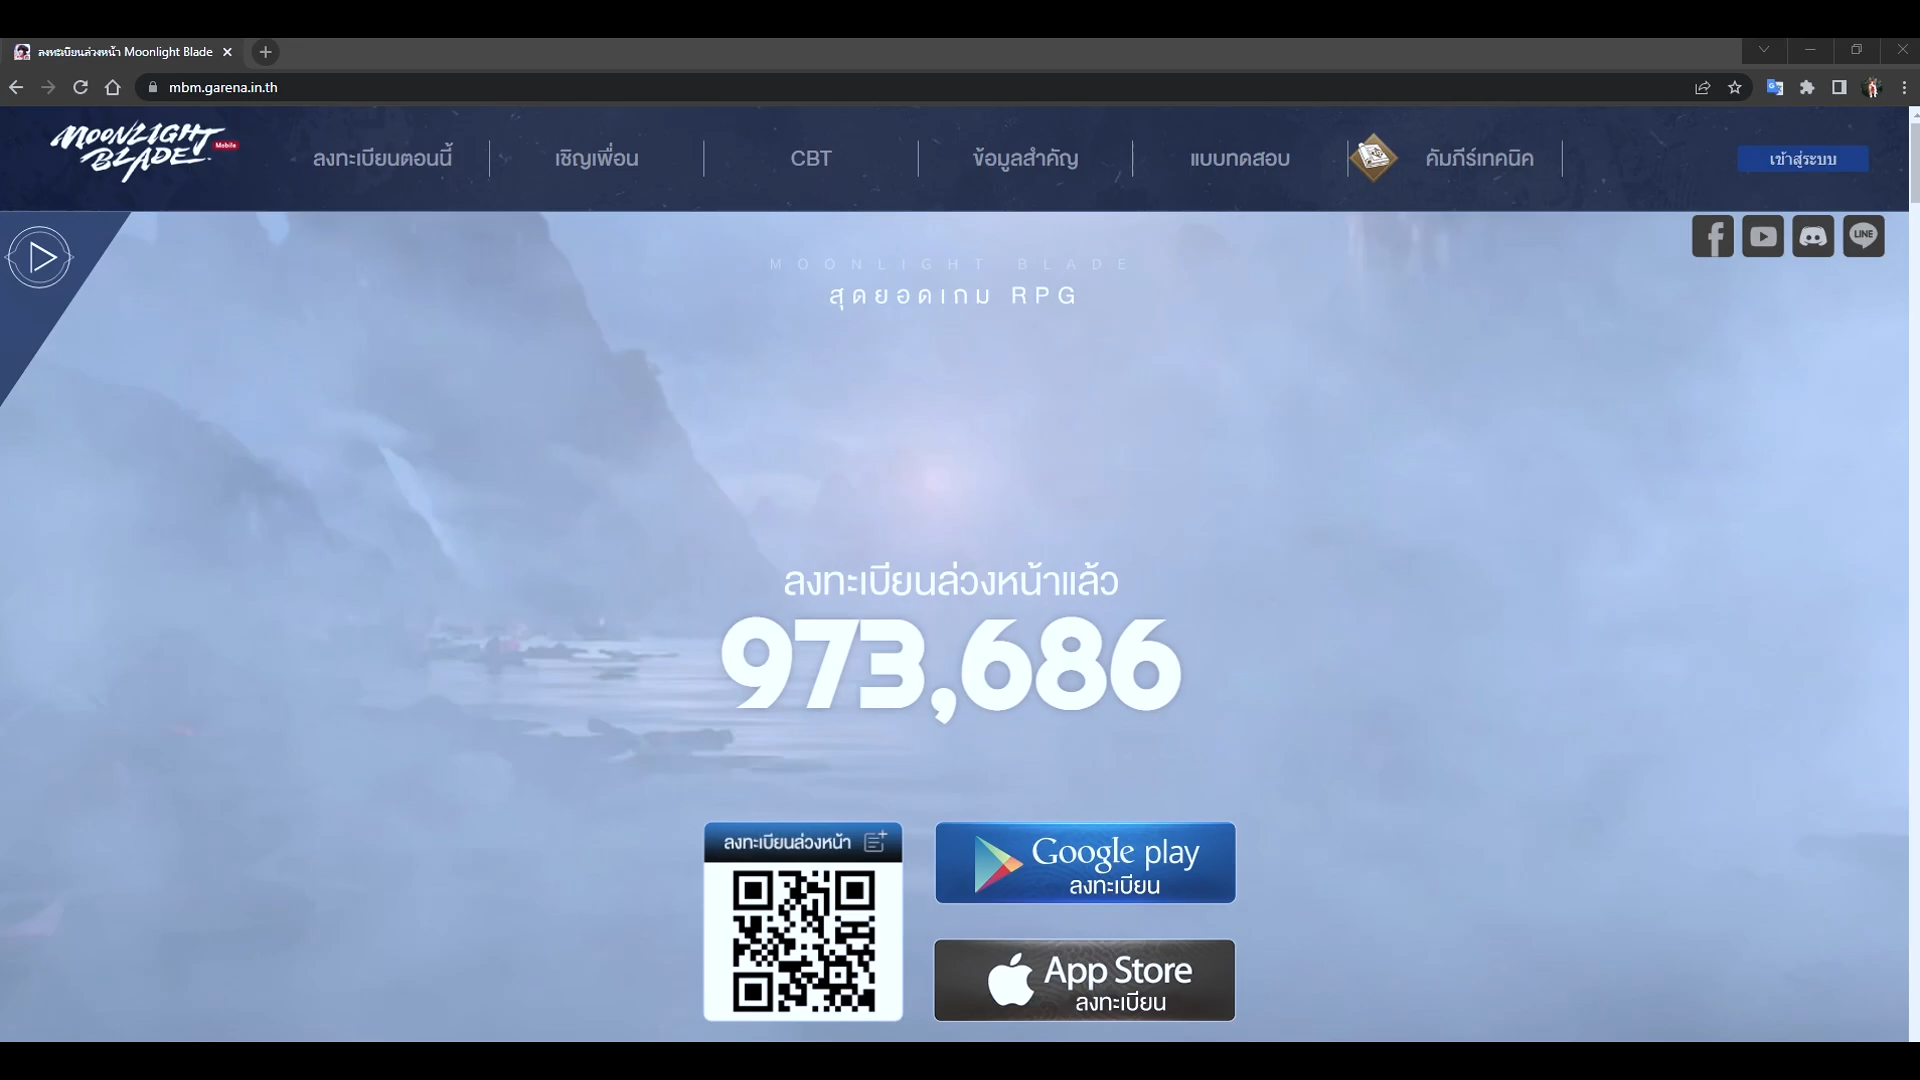 ลงทะเบียนล่วงหน้า Moonlight Blade
mbm.garena.in.th
MOONLIGHT
BLADE
Mobile
ลงทะเบียนตอนนี้
เชิญเพื่อน
CBT
ข้อมูลสำคัญ
แบบทดสอบ
คัมภีร์เทคนิค
เข้าสู่ระบบ
LINE
MOONLIGHT BLADE
สุดยอดเกม RPG
ลงทะเบียนล่วงหน้าแล้ว
973,686
ลงทะเบียนล่วงหน้า
Google play
ลงทะเบียน
App Store
ลงทะเบียน